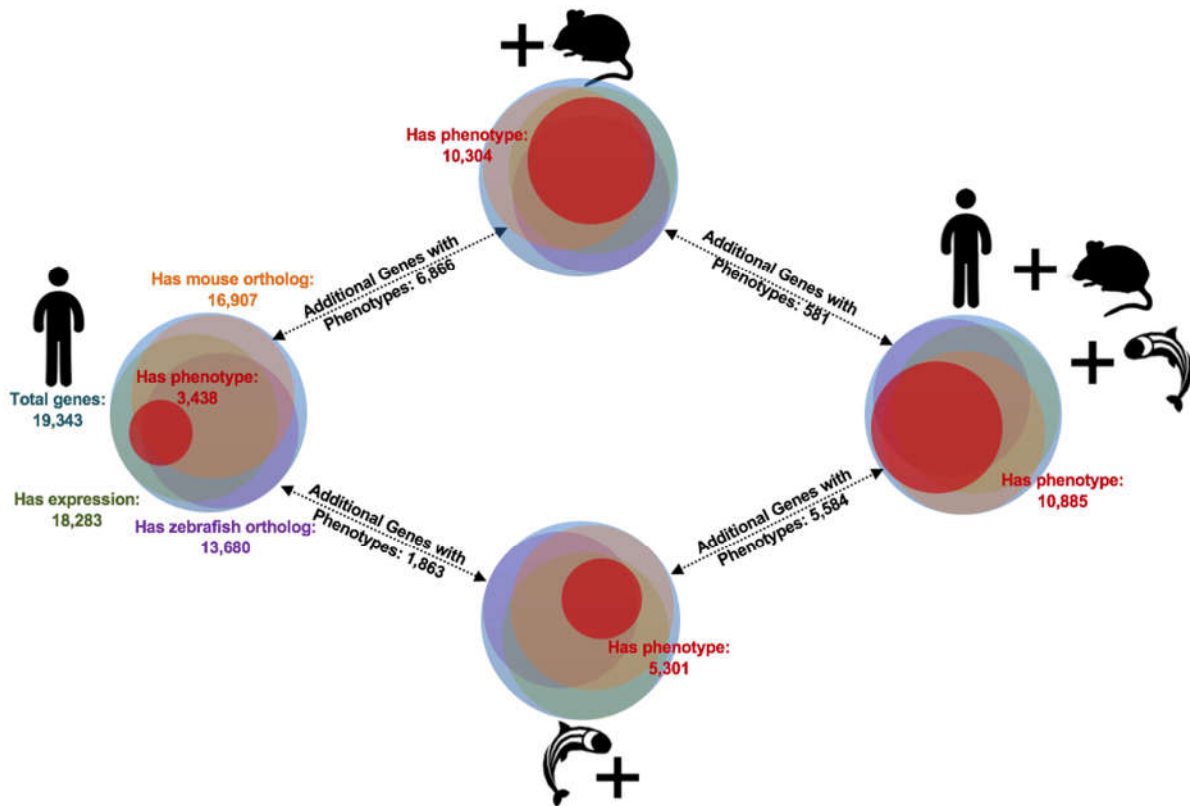 Has phenotype:
10,304
Additional Genes with
Phenotypes: 6,866
Additional Genes with
Phenotypes: 581
Has mouse ortholog:
16,907
Has phenotype:
3,438
Total genes:
19,343
Has expression:
18,283
Has zebrafish ortholog:
13,680
Additional Genes with
Phenotypes: 1,863
Additional Genes with
Phenotypes: 5,584
Has phenotype:
10,885
Has phenotype:
5,301